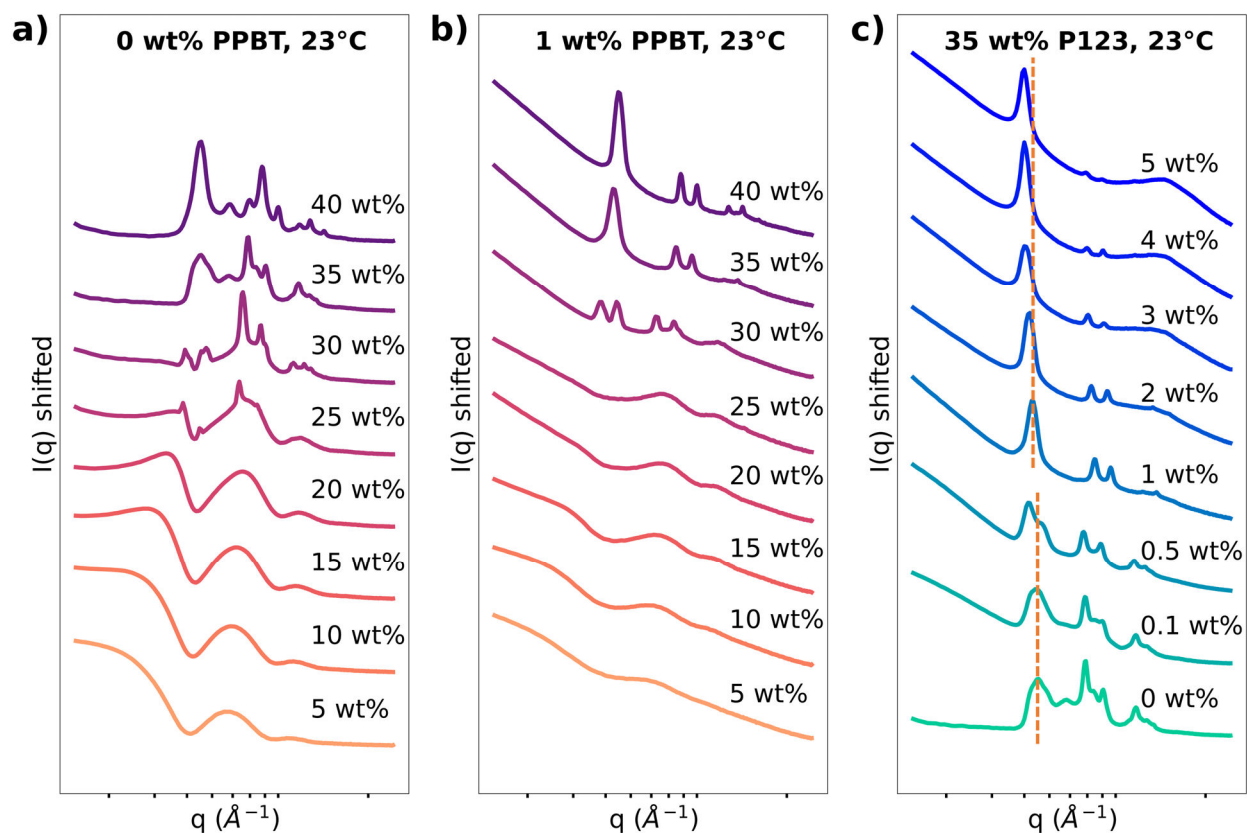 a)
0 wt% PPBT, 23°C
I(q) shifted
40 wt%
35 wt%
30 wt%
25 wt%
20 wt%
15 wt%
10 wt%
5 wt%
q (Å⁻¹)
b)
1 wt% PPBT, 23°C
I(q) shifted
40 wt%
35 wt%
30 wt%
25 wt%
20 wt%
15 wt%
10 wt%
5 wt%
q (Å⁻¹)
c)
35 wt% P123, 23°C
I(q) shifted
5 wt%
4 wt%
3 wt%
2 wt%
1 wt%
0.5 wt%
0.1 wt%
0 wt%
q (Å⁻¹)